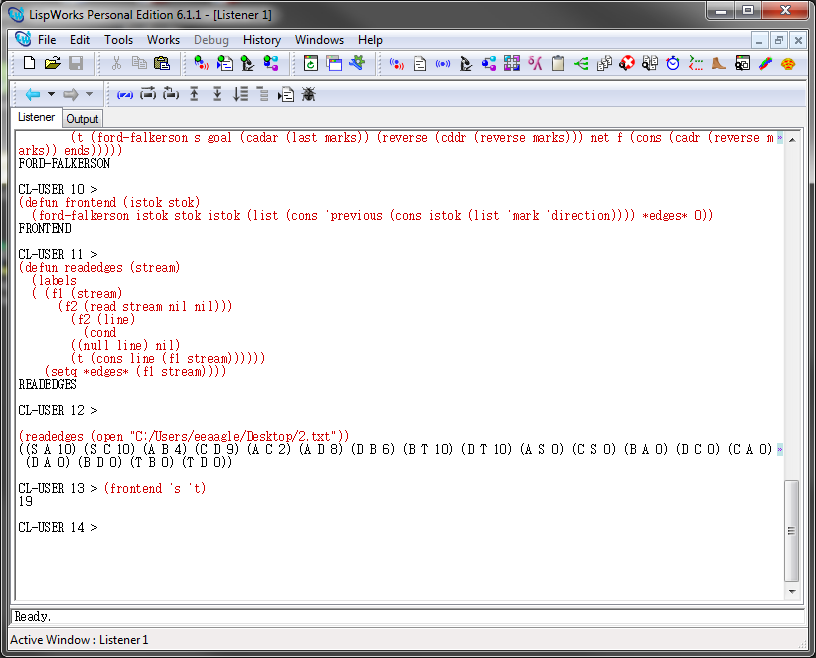 LispWorks Personal Edition 6.1.1 - [Listener 1]
File Edit Tools Works Debug History Windows Help
Listener Output
(t (ford-falkerson s goal (cadar (last marks)) (reverse (cddr (reverse marks))) net f (cons (cadr (reverse m
arks)) ends)))))
FORD-FALKERSON
CL-USER 10 >
(defun frontend (istok stok)
(ford-falkerson istok stok istok (list (cons 'previous (cons istok (list 'mark 'direction)))) *edges* 0))
FRONTEND
CL-USER 11 >
(defun readedges (stream)
(labels
( (f1 (stream)
(f2 (read stream nil nil)))
(f2 (line)
(cond
((null line) nil)
(t (cons line (f1 stream))))))
(setq *edges* (f1 stream))))
READEDGES
CL-USER 12 >
(readedges (open "C:/Users/eeaagle/Desktop/2.txt"))
((S A 10) (S C 10) (A B 4) (C D 9) (A C 2) (A D 8) (D B 6) (B T 10) (D T 10) (A S 0) (C S 0) (B A 0) (D C 0) (C A 0)
(D A 0) (B D 0) (T B 0) (T D 0))
CL-USER 13 > (frontend 's 't)
19
CL-USER 14 >
Ready.
Active Window : Listener 1